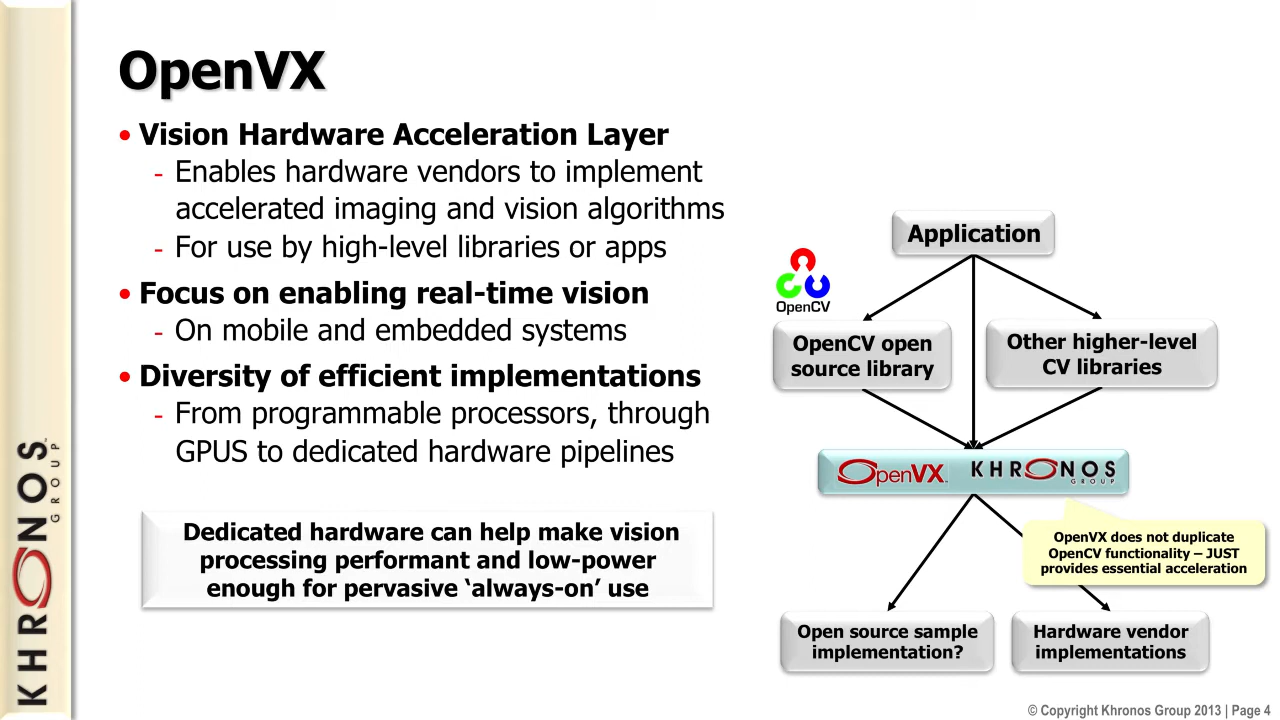 OpenVX
• Vision Hardware Acceleration Layer
- Enables hardware vendors to implement
accelerated imaging and vision algorithms
- For use by high-level libraries or apps
• Focus on enabling real-time vision
- On mobile and embedded systems
• Diversity of efficient implementations
- From programmable processors, through
GPUS to dedicated hardware pipelines
Dedicated hardware can help make vision
processing performant and low-power
enough for pervasive ‘always-on’ use
Application
OpenCV
OpenCV open
source library
Other higher-level
CV libraries
OpenVX™
KHRONOS
GROUP
OpenVX does not duplicate
OpenCV functionality – JUST
provides essential acceleration
Open source sample
implementation?
Hardware vendor
implementations
KHRONOS™
GROUP
© Copyright Khronos Group 2013 | Page 4